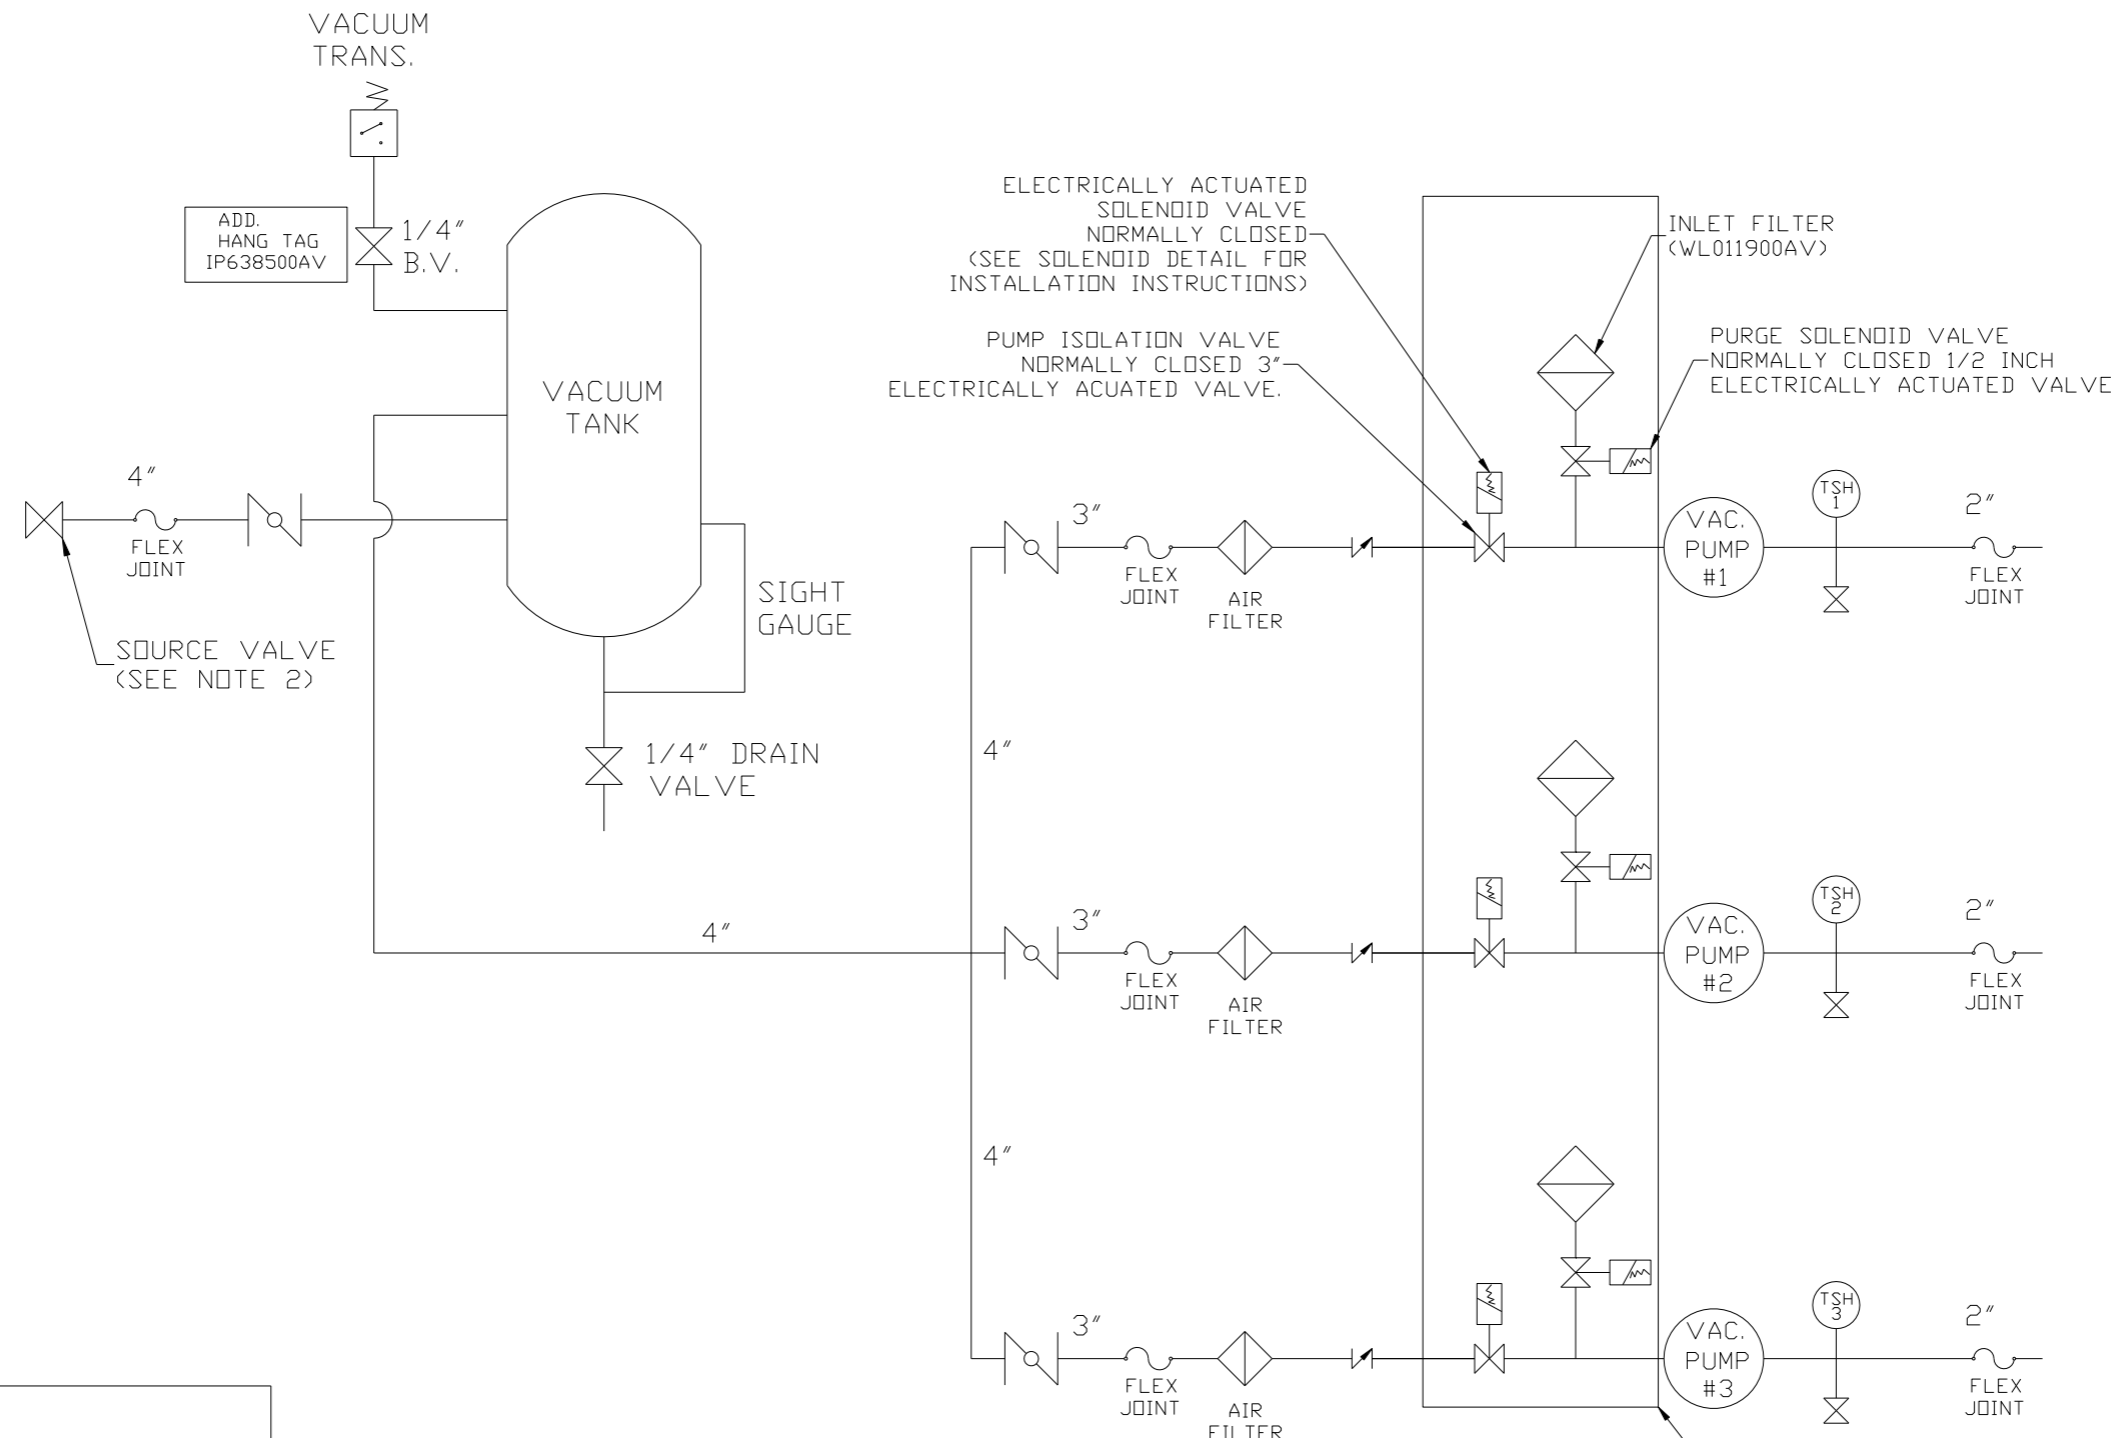 VACUUM
TRANS.
ADD.
HANG TAG
IP638500AV
1/4"
B.V.
VACUUM
TANK
4"
FLEX
JOINT
SOURCE VALVE
(SEE NOTE 2)
SIGHT
GAUGE
1/4" DRAIN
VALVE
4"
ELECTRICALLY ACTUATED
SOLENOID VALVE
NORMALLY CLOSED
(SEE SOLENOID DETAIL FOR
INSTALLATION INSTRUCTIONS)
PUMP ISOLATION VALVE
NORMALLY CLOSED 3"
ELECTRICALLY ACUATED VALVE.
INLET FILTER
(WL011900AV)
PURGE SOLENOID VALVE
NORMALLY CLOSED 1/2 INCH
ELECTRICALLY ACTUATED VALVE
3"
FLEX
JOINT
AIR
FILTER
VAC.
PUMP
#1
TSH
1
2"
FLEX
JOINT
4"
3"
FLEX
JOINT
AIR
FILTER
VAC.
PUMP
#2
TSH
2
2"
FLEX
JOINT
4"
3"
FLEX
JOINT
AIR
FILTER
VAC.
PUMP
#3
TSH
3
2"
FLEX
JOINT